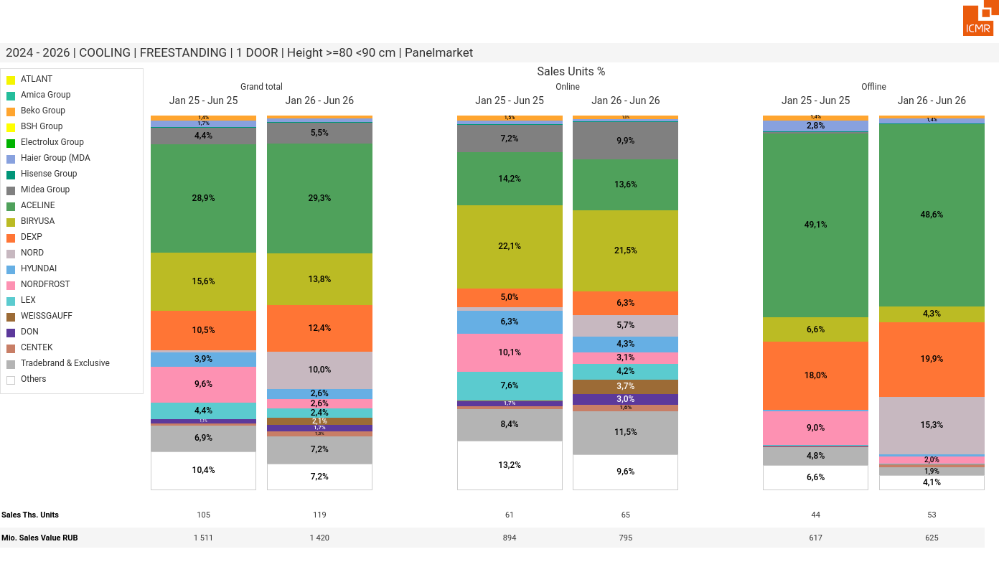 ICMR
2024 - 2026 | COOLING | FREESTANDING | 1 DOOR | Height >=80 <90 cm | Panelmarket
Sales Units %
Grand total
Online
Offline
Jan 25 - Jun 25
Jan 26 - Jun 26
Jan 25 - Jun 25
Jan 26 - Jun 26
Jan 25 - Jun 25
Jan 26 - Jun 26
ATLANT
Amica Group
Beko Group
BSH Group
Electrolux Group
Haier Group (MDA
Hisense Group
Midea Group
ACELINE
BIRYUSA
DEXP
NORD
HYUNDAI
NORDFROST
LEX
WEISSGAUFF
DON
CENTEK
Tradebrand & Exclusive
Others
1,4%
1,7%
4,4%
28,9%
15,6%
10,5%
3,9%
9,6%
4,4%
1,1%
6,9%
10,4%
5,5%
29,3%
13,8%
12,4%
10,0%
2,6%
2,6%
2,4%
2,1%
1,7%
1,3%
7,2%
7,2%
1,5%
7,2%
14,2%
22,1%
5,0%
6,3%
10,1%
7,6%
1,7%
8,4%
13,2%
9,9%
13,6%
21,5%
6,3%
5,7%
4,3%
3,1%
4,2%
3,7%
3,0%
1,6%
11,5%
9,6%
1,4%
2,8%
49,1%
6,6%
18,0%
9,0%
4,8%
6,6%
1,4%
48,6%
4,3%
19,9%
15,3%
2,0%
1,9%
4,1%
Sales Ths. Units 105 119 61 65 44 53
Mio. Sales Value RUB 1 511 1 420 894 795 617 625